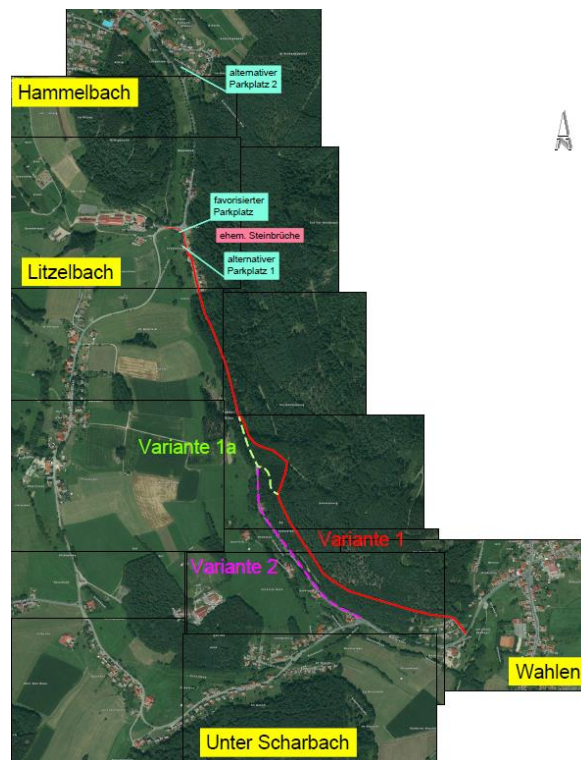 alternativer
Parkplatz 2
Hammelbach
N
favorisierter
Parkplatz
ehem. Steinbrüche
alternativer
Parkplatz 1
Litzelbach
Variante 1a
Variante 1
Variante 2
Wahlen
Unter Scharbach